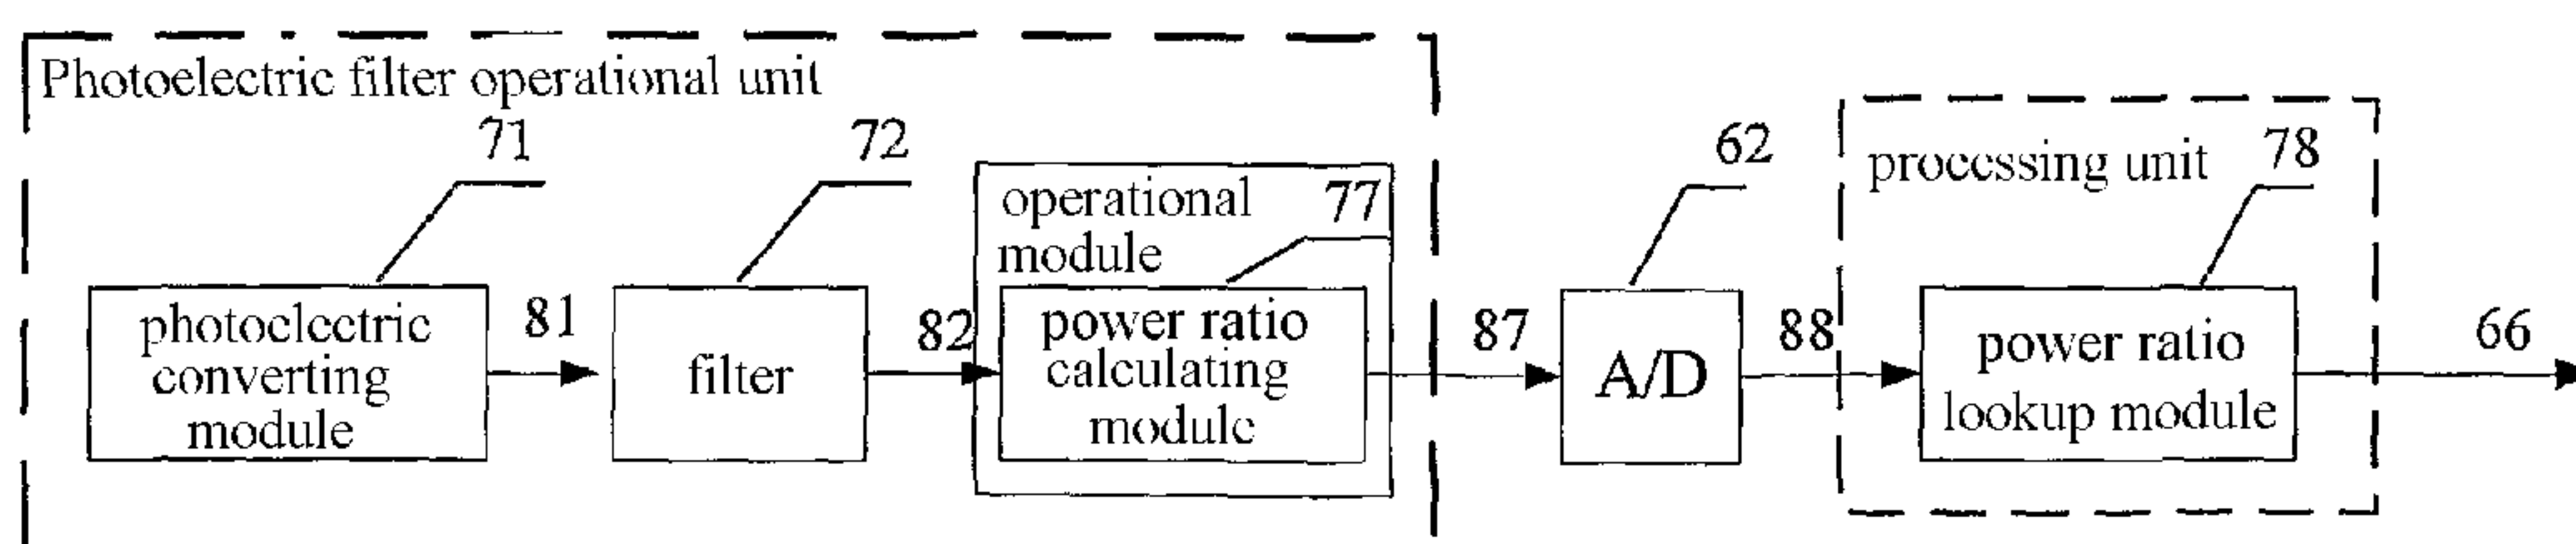 Photoelectric filter operational unit
71
72
62
processing unit
78
operational
module
77
photoelectric
converting
module
81
filter
82
power ratio
calculating
module
87
A/D
88
power ratio
lookup module
66